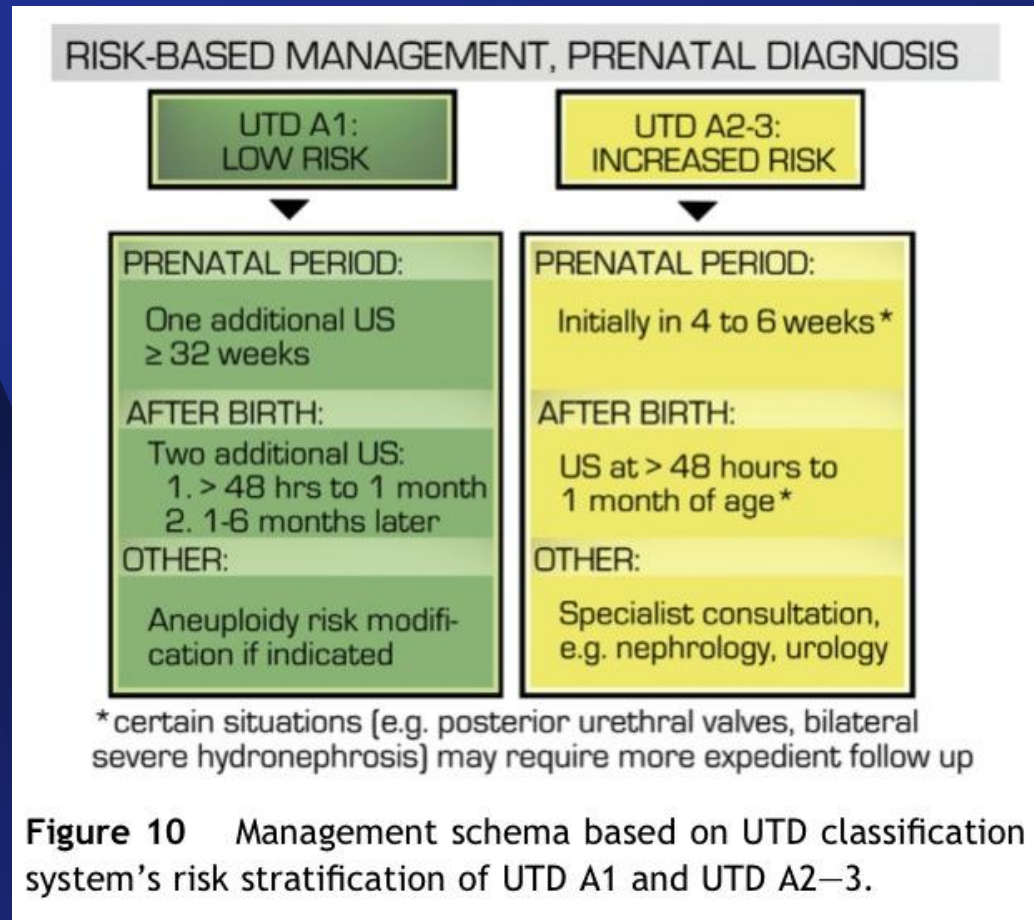 RISK-BASED MANAGEMENT, PRENATAL DIAGNOSIS
UTD A1:
LOW RISK
PRENATAL PERIOD:
One additional US
≥ 32 weeks
AFTER BIRTH:
Two additional US:
1. > 48 hrs to 1 month
2. 1-6 months later
OTHER:
Aneuploidy risk modifi-
cation if indicated
UTD A2-3:
INCREASED RISK
PRENATAL PERIOD:
Initially in 4 to 6 weeks*
AFTER BIRTH:
US at > 48 hours to
1 month of age*
OTHER:
Specialist consultation,
e.g. nephrology, urology
*certain situations (e.g. posterior urethral valves, bilateral
severe hydronephrosis) may require more expedient follow up
Figure 10 Management schema based on UTD classification
system's risk stratification of UTD A1 and UTD A2–3.